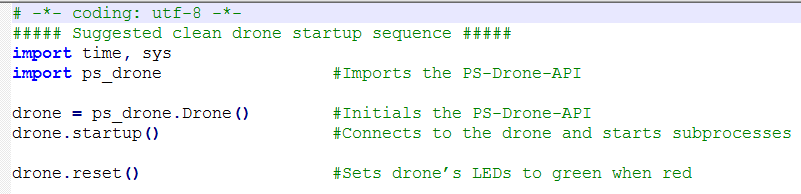 # -*- coding: utf-8 -*-
##### Suggested clean drone startup sequence #####
import time, sys
import ps_drone #Imports the PS-Drone-API
drone = ps_drone.Drone() #Initials the PS-Drone-API
drone.startup() #Connects to the drone and starts subprocesses
drone.reset() #Sets drone’s LEDs to green when red